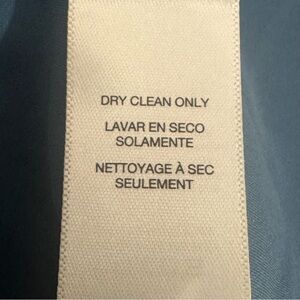 DRY CLEAN ONLY
LAVAR EN SECO
SOLAMENTE
NETTOYAGE À SEC
SEULEMENT